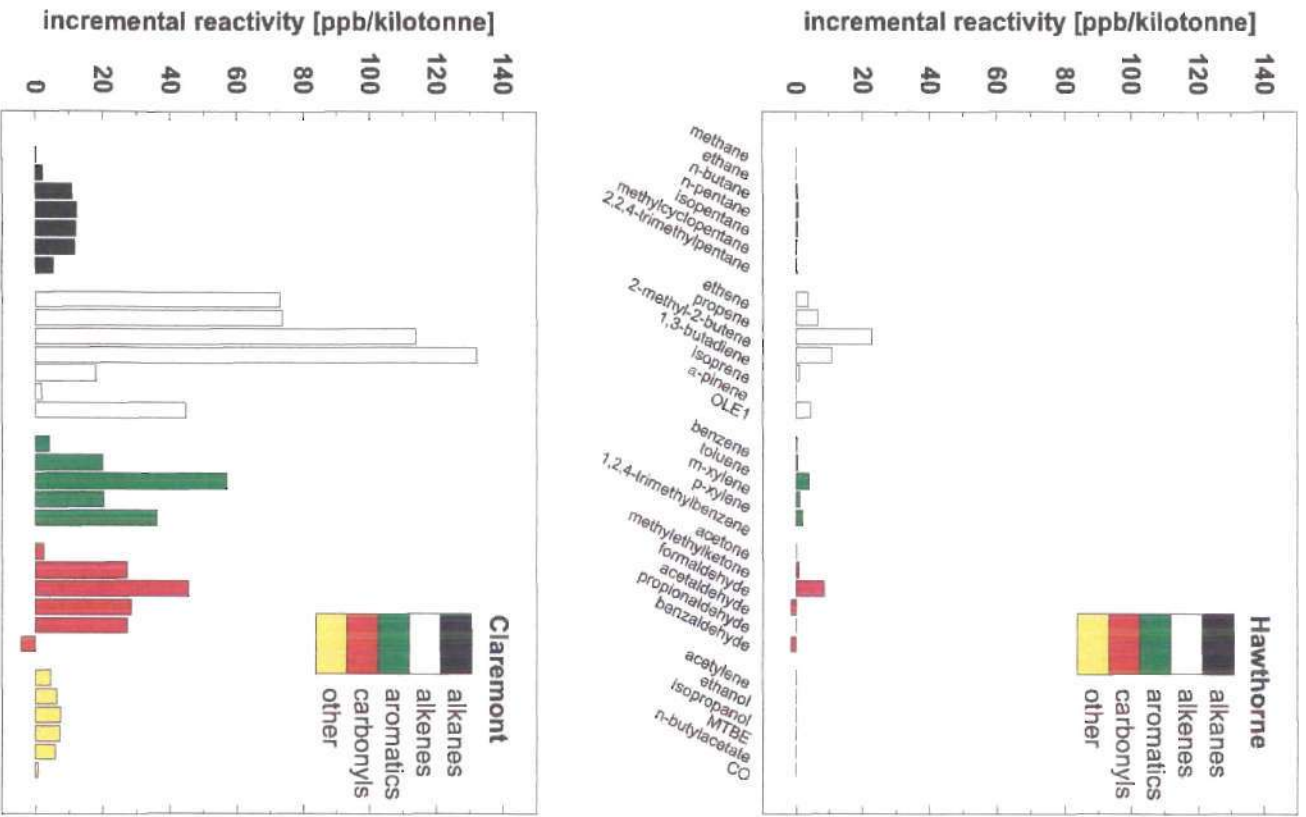 incremental reactivity [ppb/kilotonne]
0
20
40
60
80
100
120
140
Hawthorne
alkanes
alkenes
aromatics
carbonyls
other
methane
ethane
n-butane
n-pentane
isopentane
methylcyclopentane
2,2,4-trimethylpentane
ethene
propene
2-methyl-2-butene
1,3-butadiene
isoprene
a-pinene
OLE1
benzene
toluene
m-xylene
p-xylene
1,2,4-trimethylbenzene
acetone
methylethylketone
formaldehyde
acetaldehyde
propionaldehyde
benzaldehyde
acetylene
ethanol
isopropanol
MTBE
n-butylacetate
CO
incremental reactivity [ppb/kilotonne]
0
20
40
60
80
100
120
140
Claremont
alkanes
alkenes
aromatics
carbonyls
other